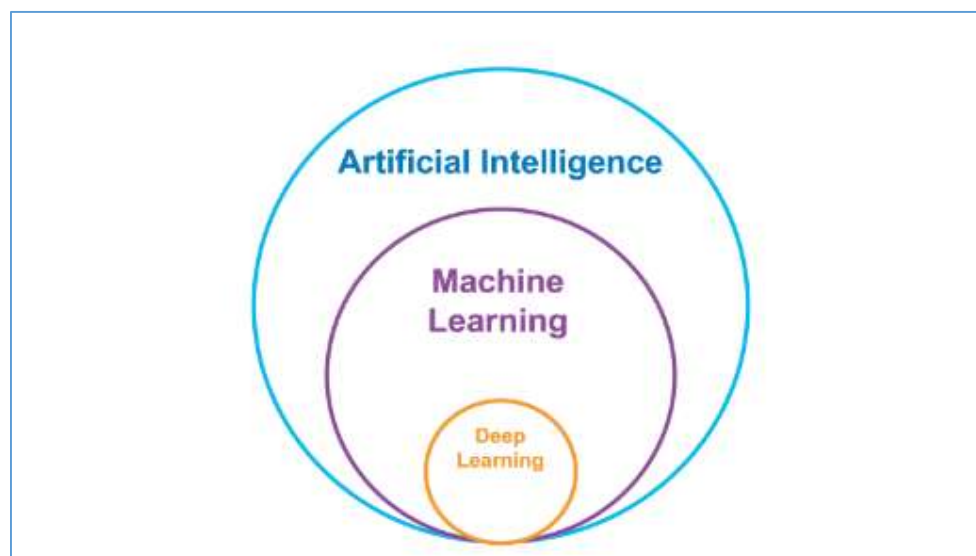 Artificial Intelligence
Machine
Learning
Deep
Learning